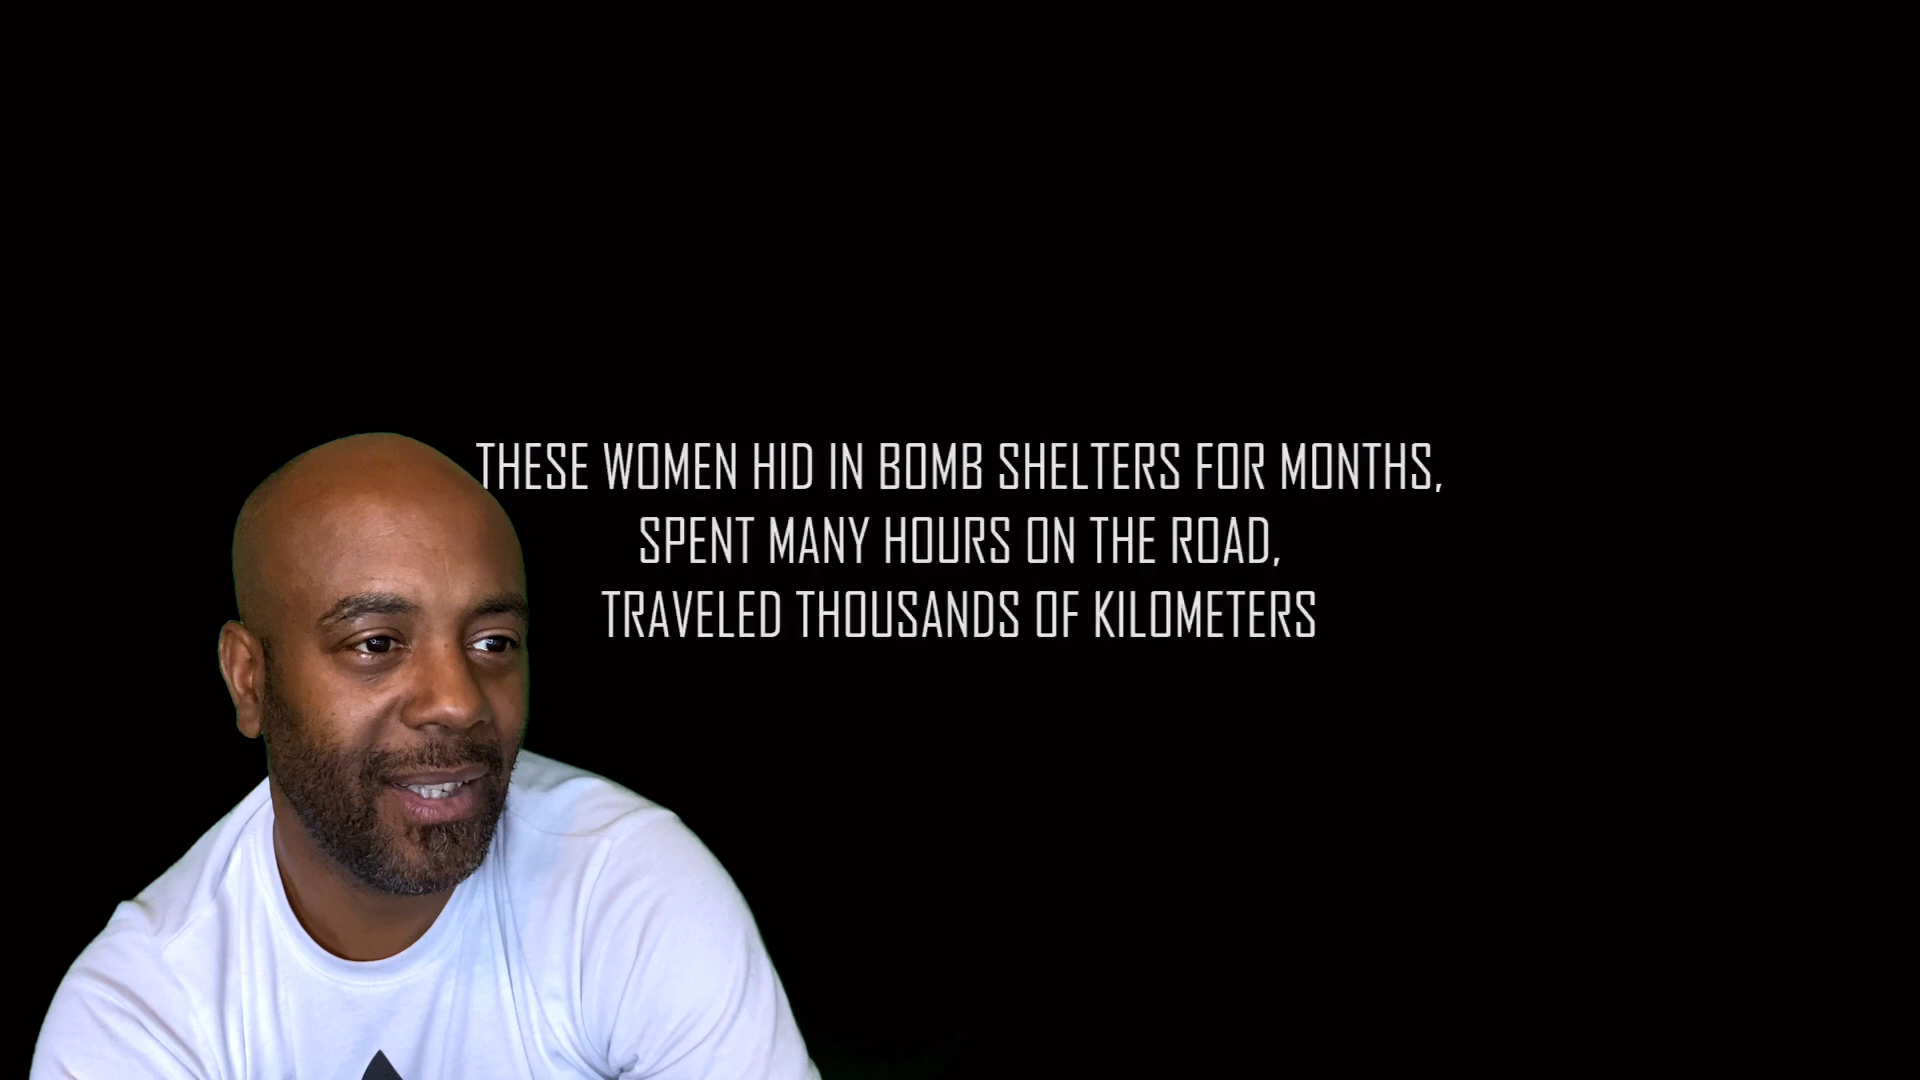 THESE WOMEN HID IN BOMB SHELTERS FOR MONTHS,
SPENT MANY HOURS ON THE ROAD,
TRAVELED THOUSANDS OF KILOMETERS